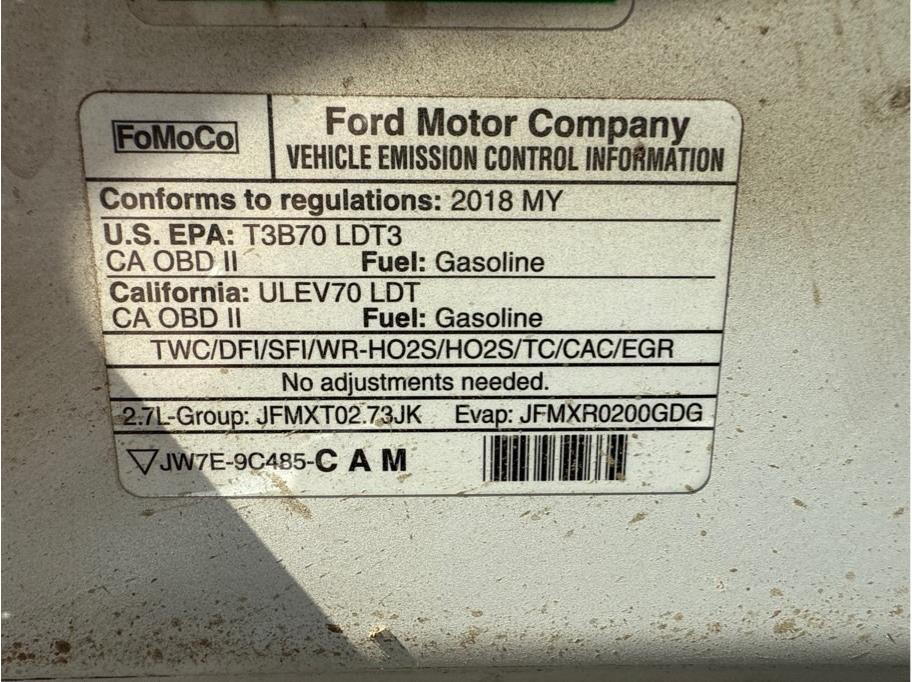 FoMoCo
Ford Motor Company
VEHICLE EMISSION CONTROL INFORMATION
Conforms to regulations: 2018 MY
U.S. EPA: T3B70 LDT3
CA OBD II Fuel: Gasoline
California: ULEV70 LDT
CA OBD II Fuel: Gasoline
TWC/DFI/SFI/WR-HO2S/HO2S/TC/CAC/EGR
No adjustments needed.
2.7L-Group: JFMXT02.73JK Evap: JFMXR0200GDG
JW7E-9C485-C A M